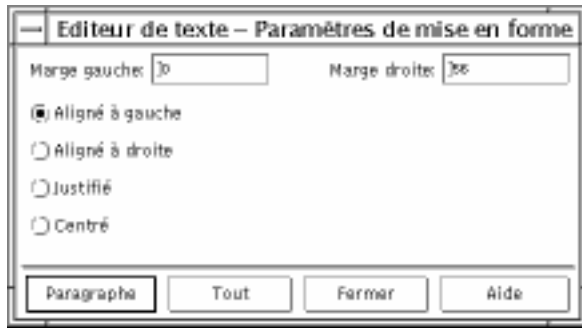 Editeur de texte – Paramètres de mise en forme
Marge gauche: 0 Marge droite:
Aligné à gauche
Aligné à droite
Justifié
Centré
Paragraphe Tout Fermer Aide